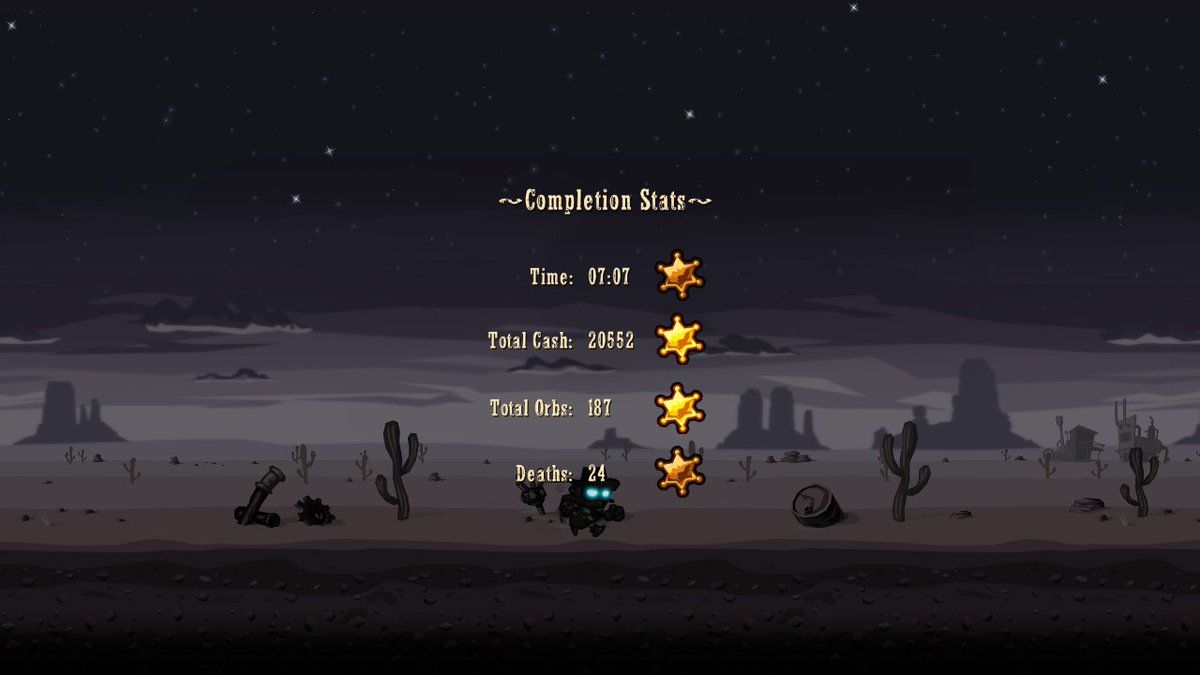 ~Completion Stats~
Time: 07:07
Total Cash: 20552
Total Orbs: 187
Deaths: 24